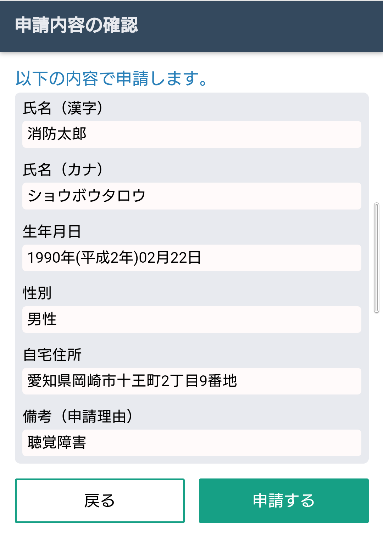 申請内容の確認
以下の内容で申請します。
氏名（漢字）
消防太郎
氏名（カナ）
ショウボウタロウ
生年月日
1990年(平成2年)02月22日
性別
男性
自宅住所
愛知県岡崎市十王町2丁目9番地
備考（申請理由）
聴覚障害
戻る
申請する